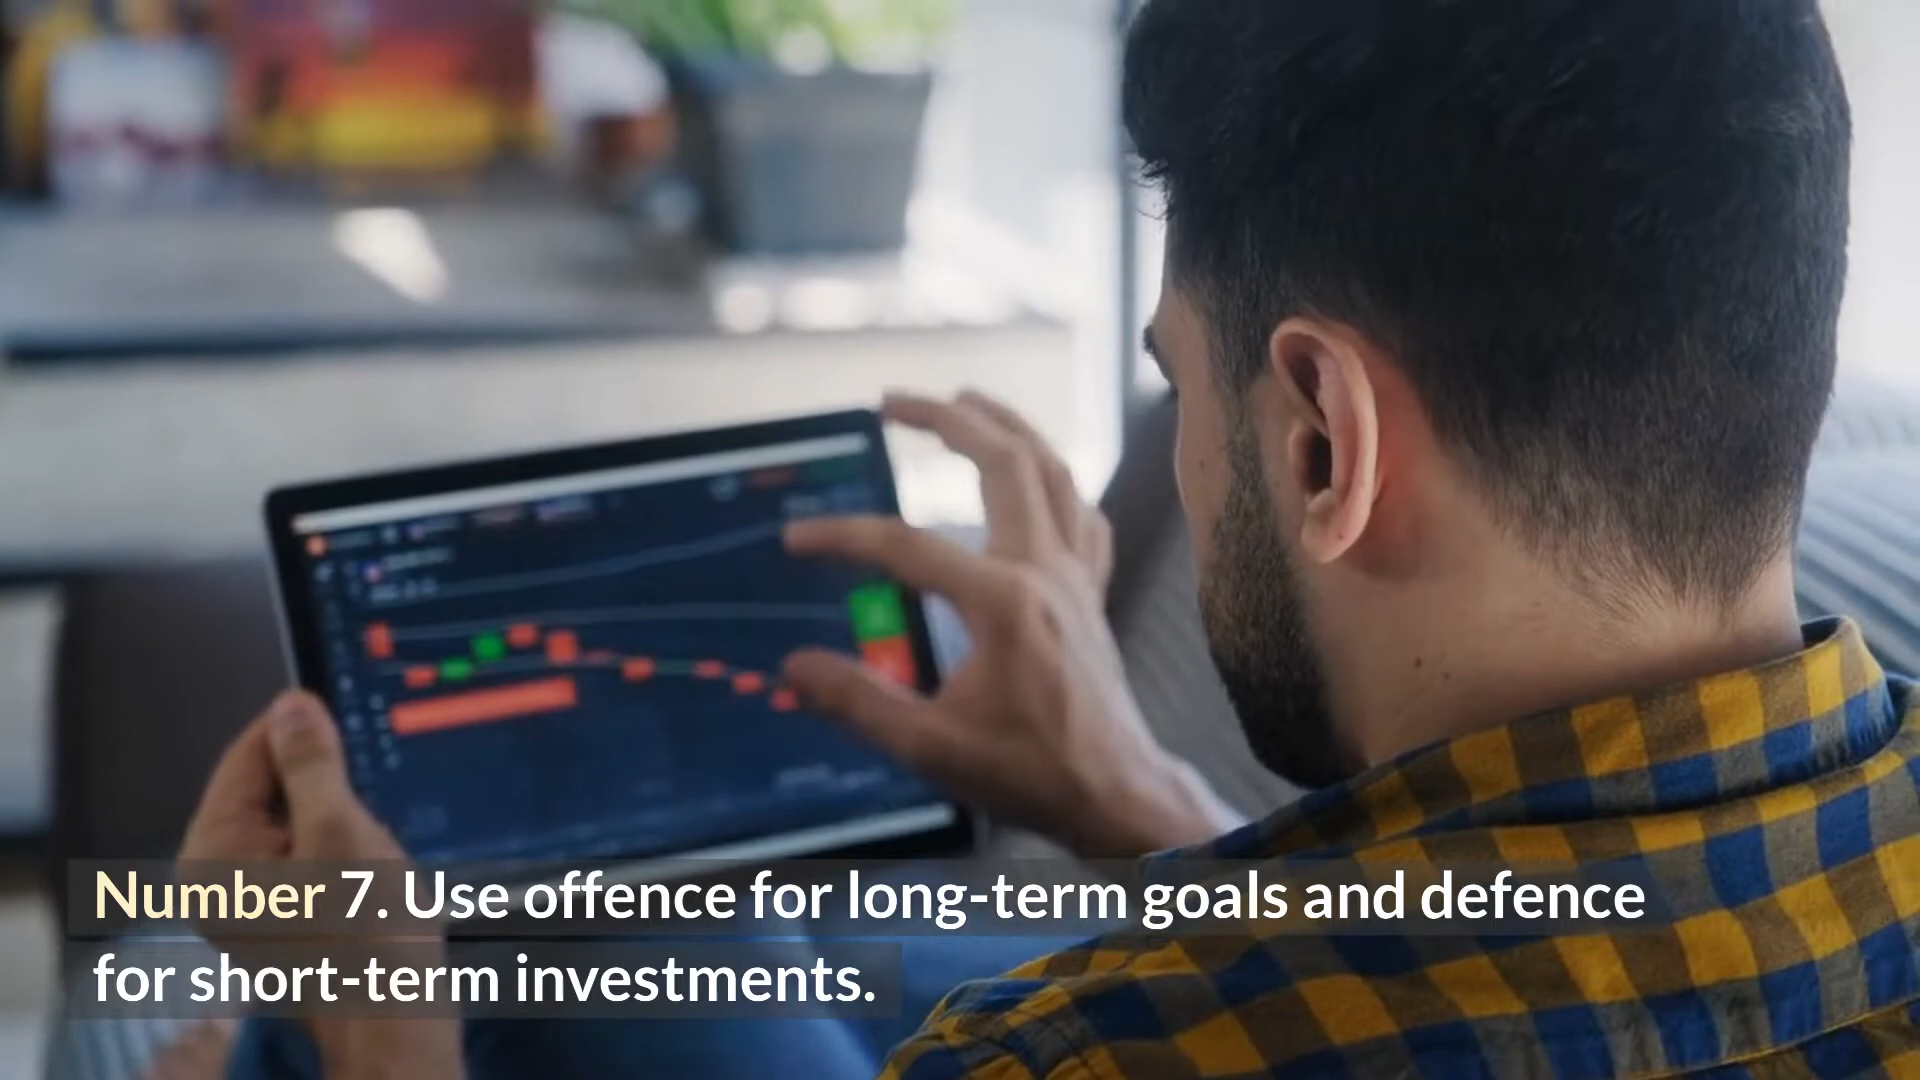 Number 7. Use offence for long-term goals and defence
for short-term investments.